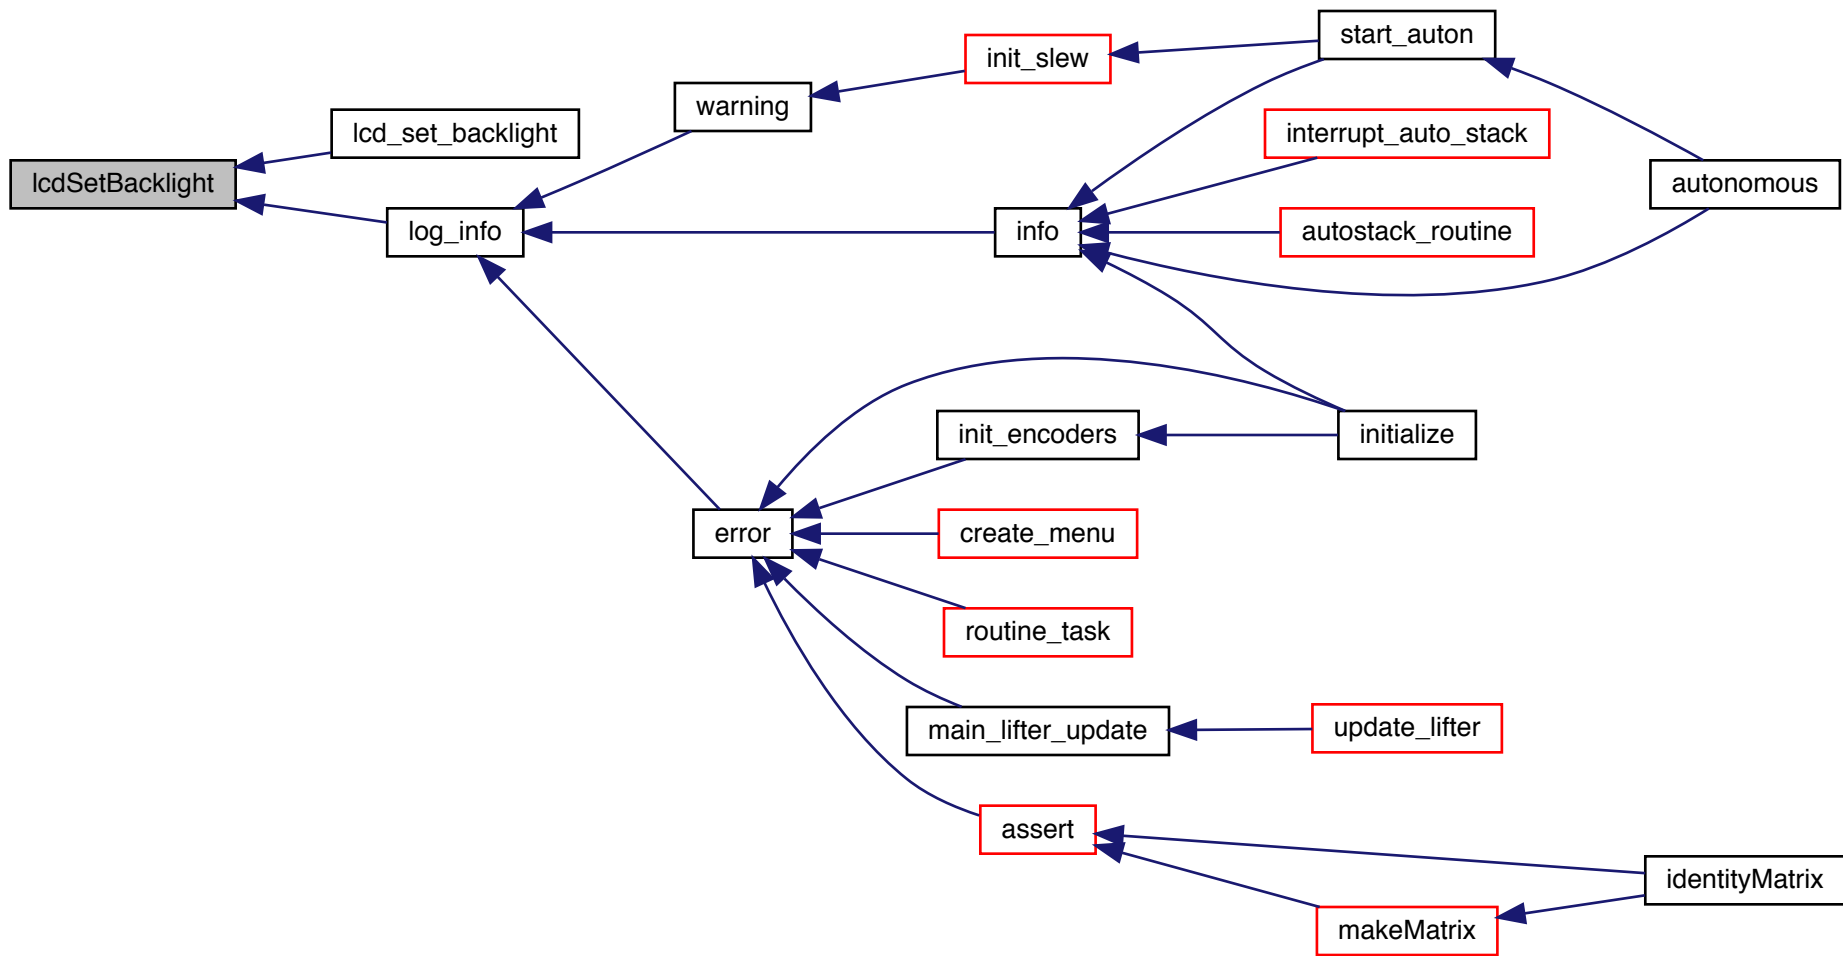 lcdSetBacklight
lcd_set_backlight
log_info
warning
init_slew
start_auton
interrupt_auto_stack
info
autostack_routine
autonomous
error
init_encoders
initialize
create_menu
routine_task
main_lifter_update
update_lifter
assert
identityMatrix
makeMatrix